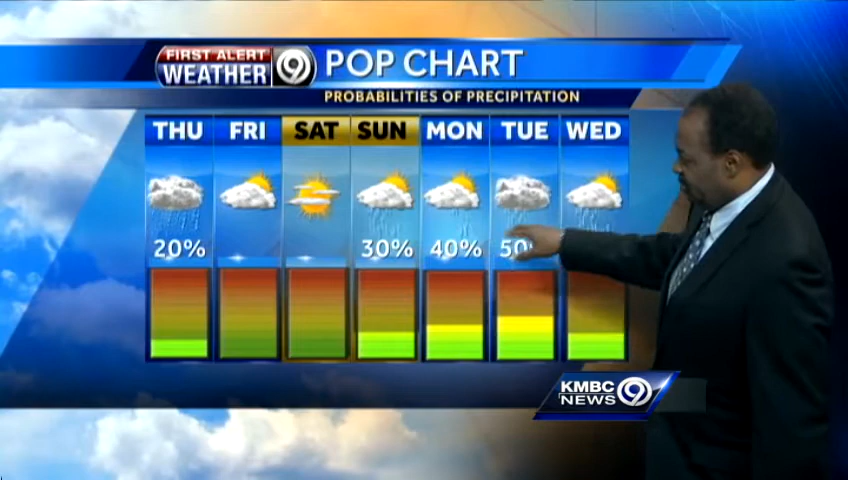 FIRST ALERT
WEATHER 9
POP CHART
PROBABILITIES OF PRECIPITATION
THU FRI SAT SUN MON TUE WED
20% 30% 40%
KMBC 9
NEWS